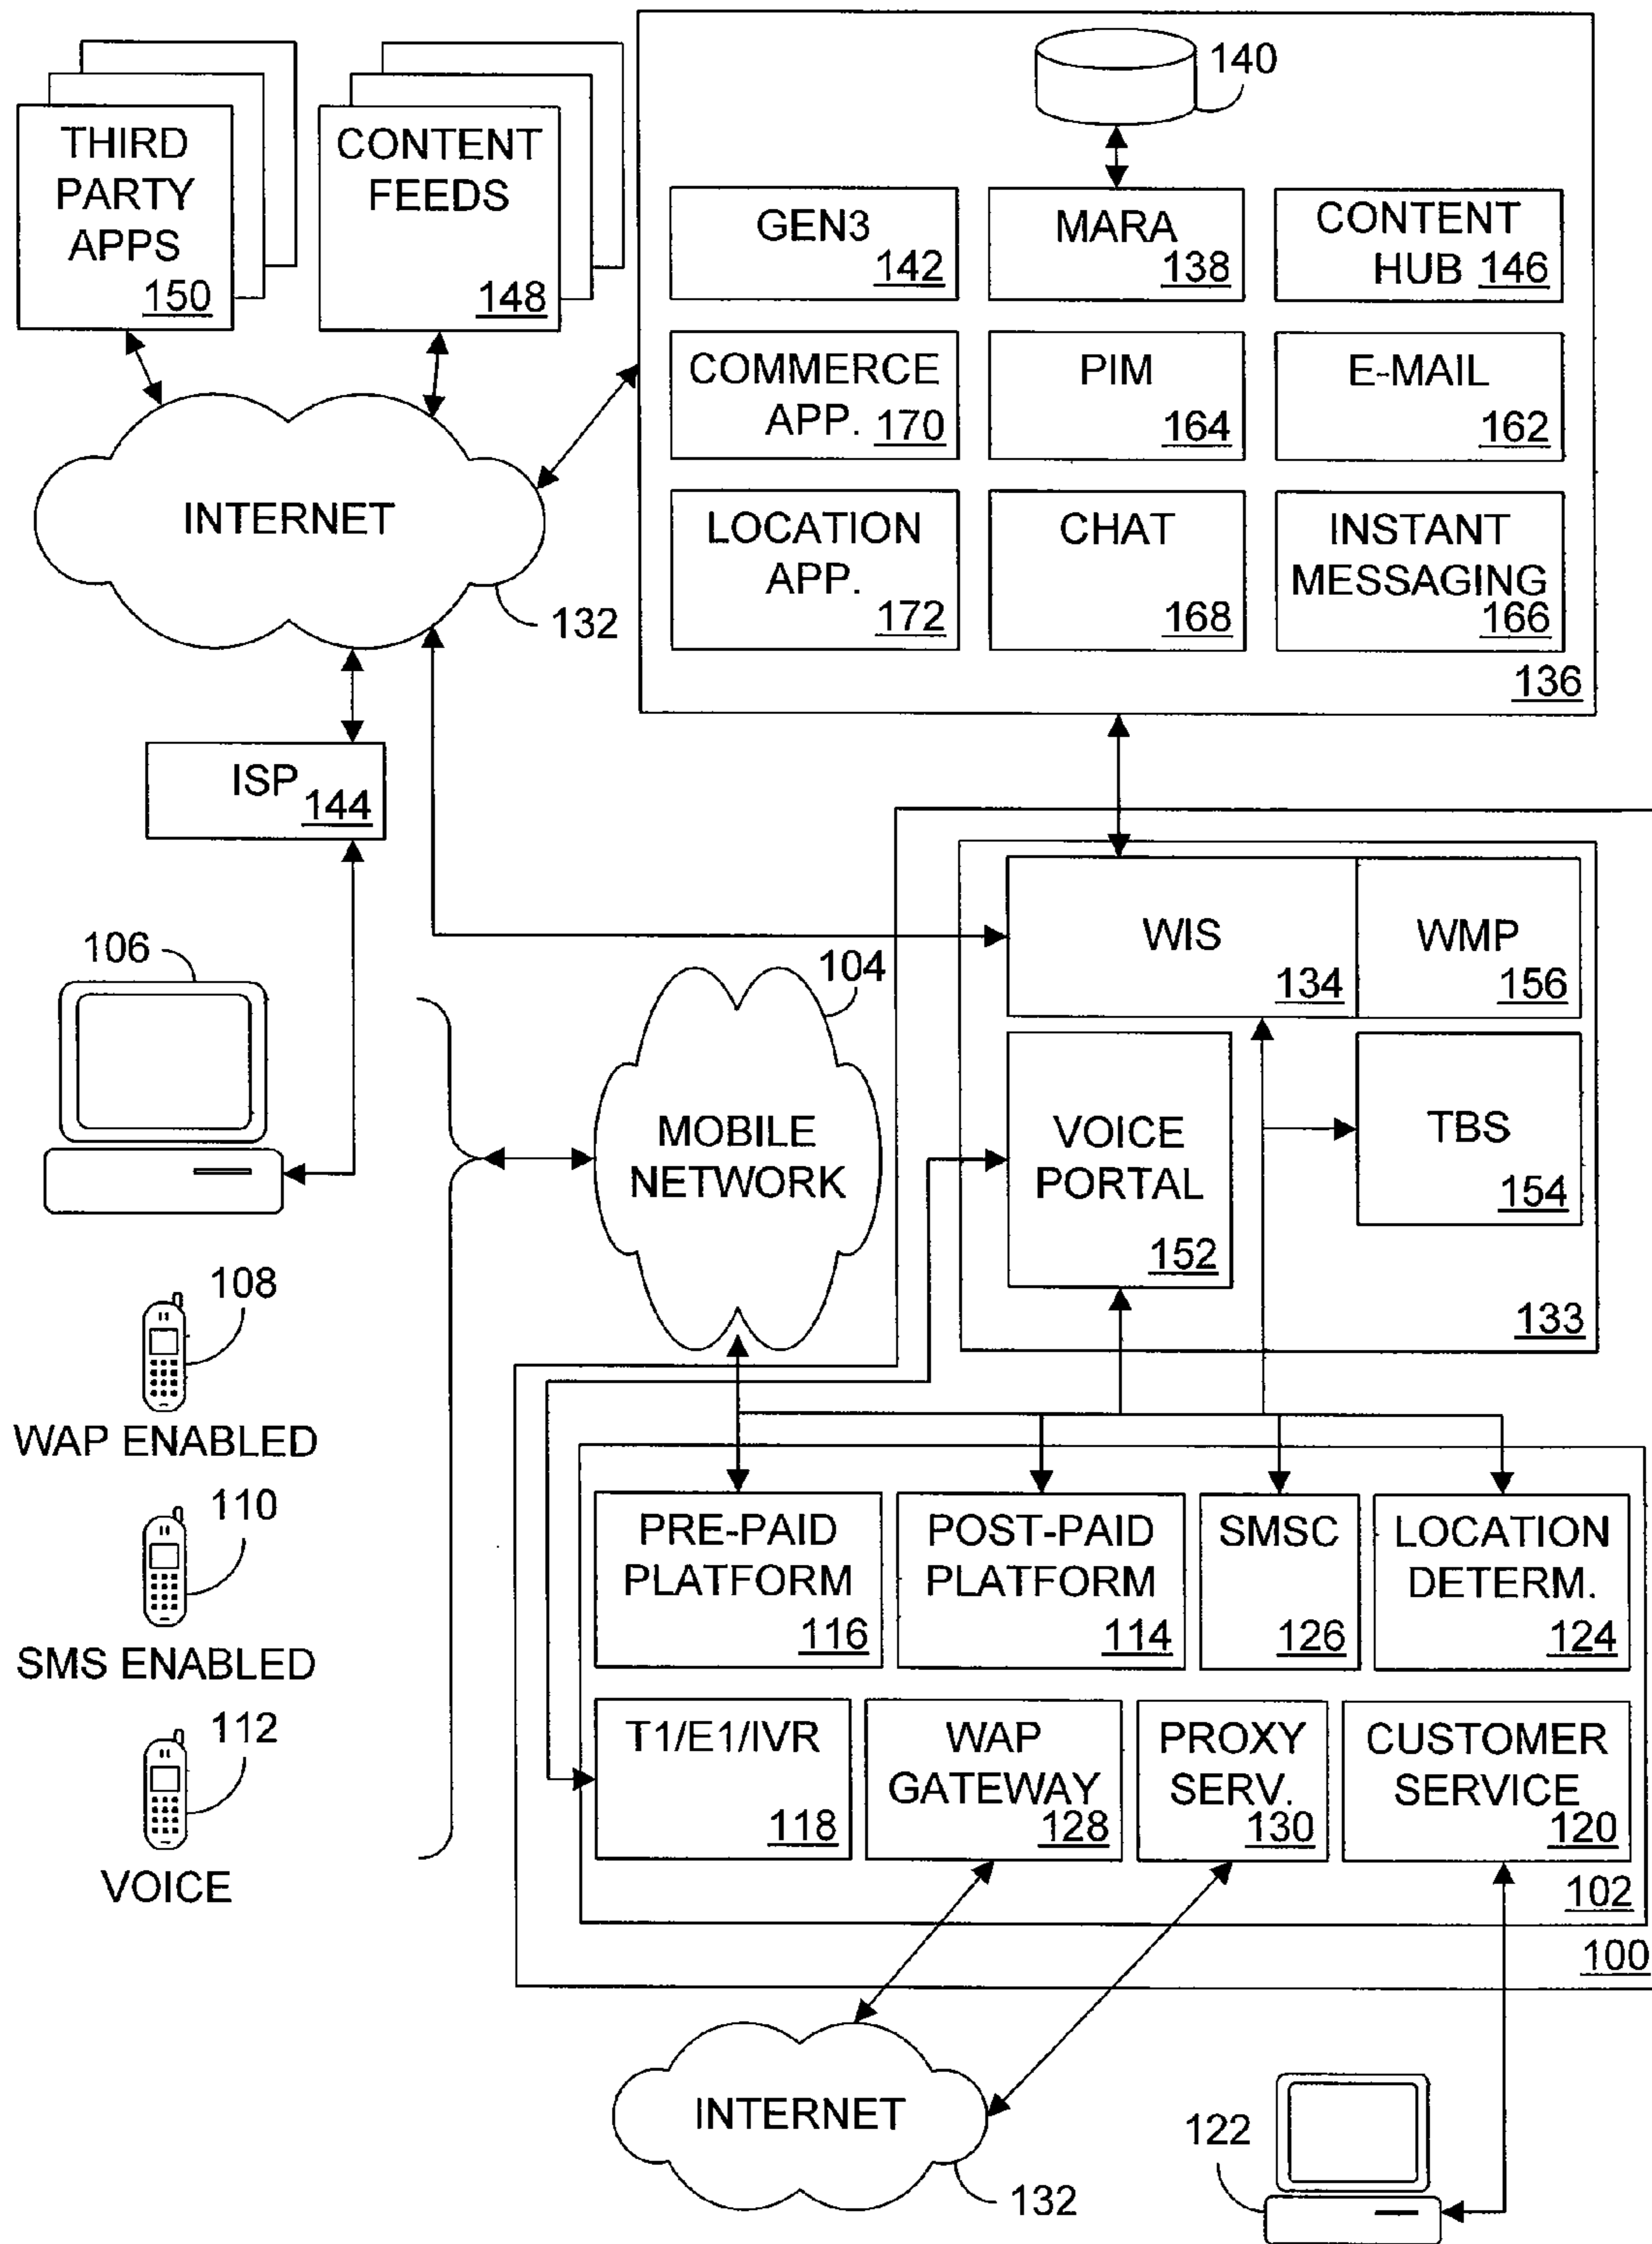 THIRD
PARTY
APPS
150
CONTENT
FEEDS
148
140
GEN3
142
MARA
138
CONTENT
HUB 146
COMMERCE
APP. 170
PIM
164
E-MAIL
162
LOCATION
APP.
172
CHAT
168
INSTANT
MESSAGING
166
136
INTERNET
132
ISP
144
106
104
WIS
134
WMP
156
MOBILE
NETWORK
VOICE
PORTAL
152
TBS
154
133
108
WAP ENABLED
110
SMS ENABLED
112
VOICE
PRE-PAID
PLATFORM
116
POST-PAID
PLATFORM
114
SMSC
126
LOCATION
DETERM.
124
T1/E1/IVR
118
WAP
GATEWAY
128
PROXY
SERV.
130
CUSTOMER
SERVICE
120
102
100
INTERNET
132
122